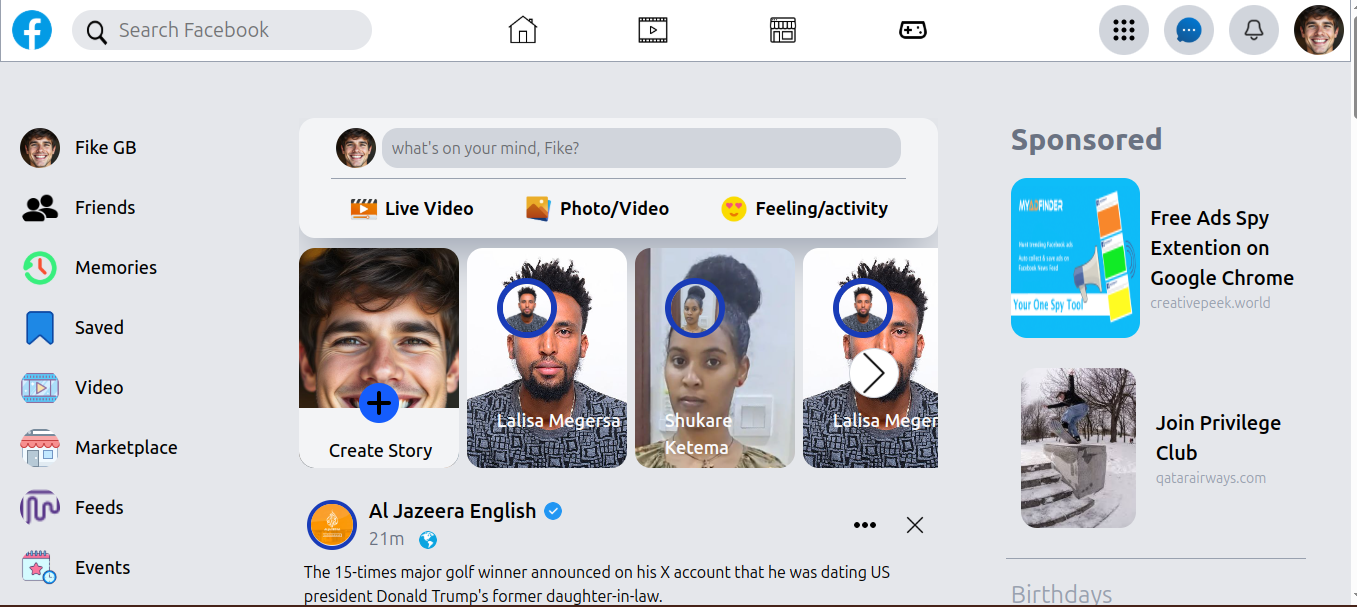 Search Facebook
Fike GB
Friends
Memories
Saved
Video
Marketplace
Feeds
Events
what's on your mind, Fike?
Live Video
Photo/Video
Feeling/activity
Create Story
Lalisa Megersa
Shukare
Ketema
Lalisa Meger
Al Jazeera English
21m
The 15-times major golf winner announced on his X account that he was dating US
president Donald Trump's former daughter-in-law.
Sponsored
Your One Spy Tool
Free Ads Spy
Extention on
Google Chrome
creativepeek.world
Join Privilege
Club
qatarairways.com
Birthdays